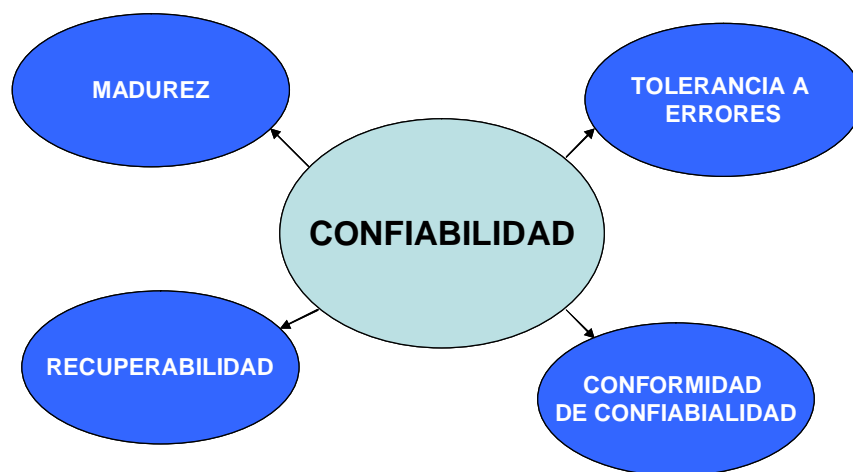 MADUREZ
TOLERANCIA A
ERRORES
CONFIABILIDAD
RECUPERABILIDAD
CONFORMIDAD
DE CONFIABIALIDAD